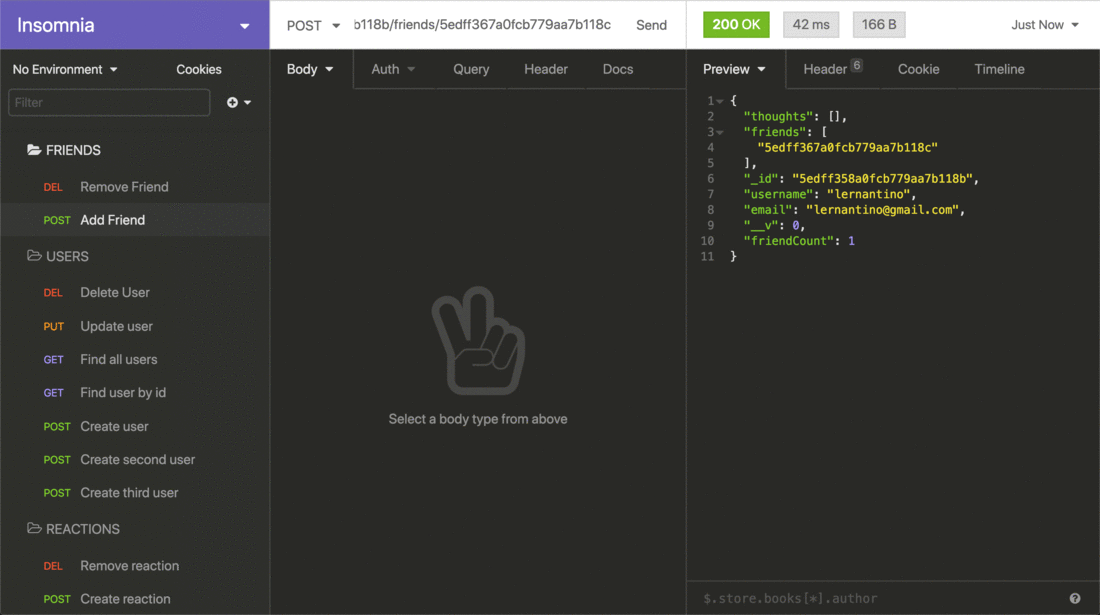 Insomnia
No Environment
Cookies
Filter
FRIENDS
DEL Remove Friend
POST Add Friend
USERS
DEL Delete User
PUT Update user
GET Find all users
GET Find user by id
POST Create user
POST Create second user
POST Create third user
REACTIONS
DEL Remove reaction
POST Create reaction
POST b118b/friends/5edff367a0fcb779aa7b118c Send
Body Auth Query Header Docs
Select a body type from above
200 OK 42 ms 166 B Just Now
Preview Header 6 Cookie Timeline
1 {
2 "thoughts": [],
3 "friends": [
4 "5edff367a0fcb779aa7b118c"
5 ],
6 "_id": "5edff358a0fcb779aa7b118b",
7 "username": "lernantino",
8 "email": "lernantino@gmail.com",
9 "__v": 0,
10 "friendCount": 1
11 }
$.store.books[*].author
?